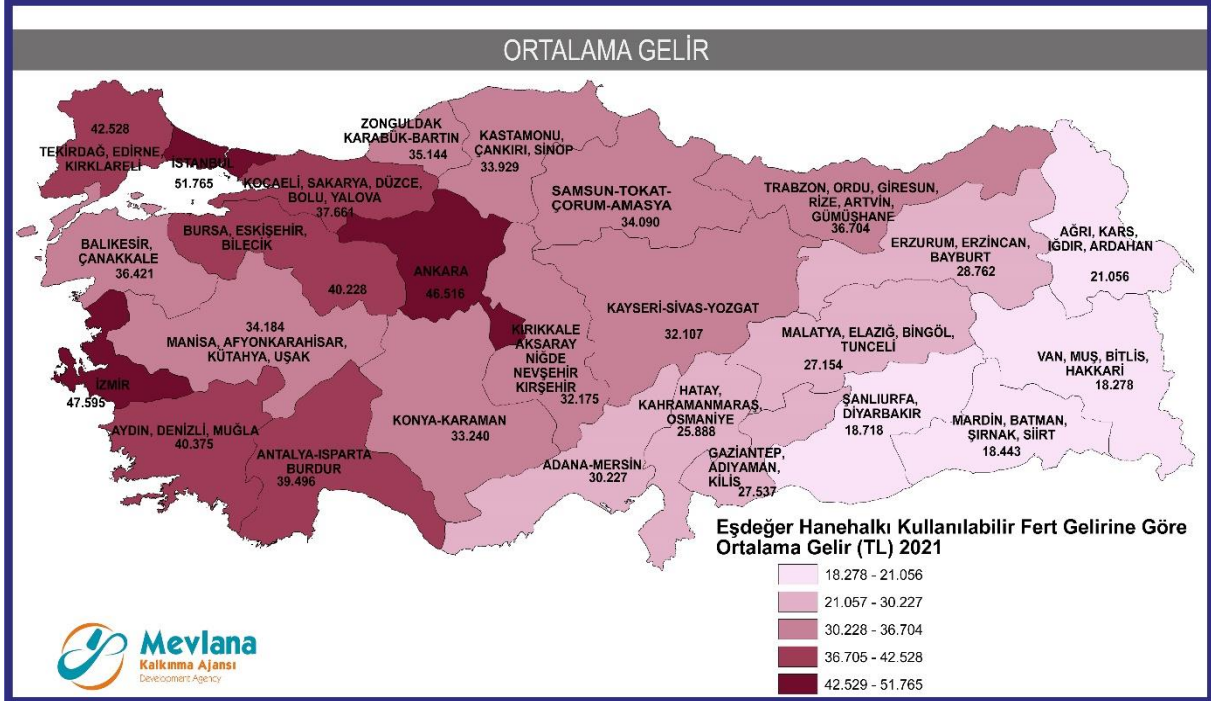 ORTALAMA GELİR
42.528
TEKİRDAĞ, EDİRNE,
KIRKLARELİ
İSTANBUL
51.765
KOCAELİ, SAKARYA, DÜZCE,
BOLU, YALOVA
37.661
ZONGULDAK
KARABÜK-BARTIN
35.144
KASTAMONU,
ÇANKIRI, SİNOP
33.929
SAMSUN-TOKAT-
ÇORUM-AMASYA
34.090
TRABZON, ORDU, GİRESUN,
RİZE, ARTVİN,
GÜMÜŞHANE
36.704
ERZURUM, ERZİNCAN,
BAYBURT
28.762
AĞRI, KARS,
IĞDIR, ARDAHAN
21.056
BALIKESİR,
ÇANAKKALE
36.421
BURSA, ESKİŞEHİR,
BİLECİK
40.228
ANKARA
46.516
KAYSERİ-SİVAS-YOZGAT
32.107
34.184
MANİSA, AFYONKARAHİSAR,
KÜTAHYA, UŞAK
KIRIKKALE
AKSARAY
NİĞDE
NEVŞEHİR
KIRŞEHİR
32.175
MALATYA, ELAZIĞ, BİNGÖL,
TUNCELİ
27.154
VAN, MUŞ, BİTLİS,
HAKKARİ
18.278
İZMİR
47.595
AYDIN, DENİZLİ, MUĞLA
40.375
ANTALYA-ISPARTA
BURDUR
39.496
KONYA-KARAMAN
33.240
HATAY,
KAHRAMANMARAŞ,
OSMANİYE
25.888
ŞANLIURFA,
DİYARBAKIR
18.718
MARDİN, BATMAN,
ŞIRNAK, SİİRT
18.443
ADANA-MERSİN
30.227
GAZİANTEP,
ADIYAMAN,
KİLİS
27.537
Eşdeğer Hanehalkı Kullanılabilir Fert Gelirine Göre
Ortalama Gelir (TL) 2021
18.278 - 21.056
21.057 - 30.227
30.228 - 36.704
36.705 - 42.528
42.529 - 51.765
Mevlana
Kalkınma Ajansı
Development Agency